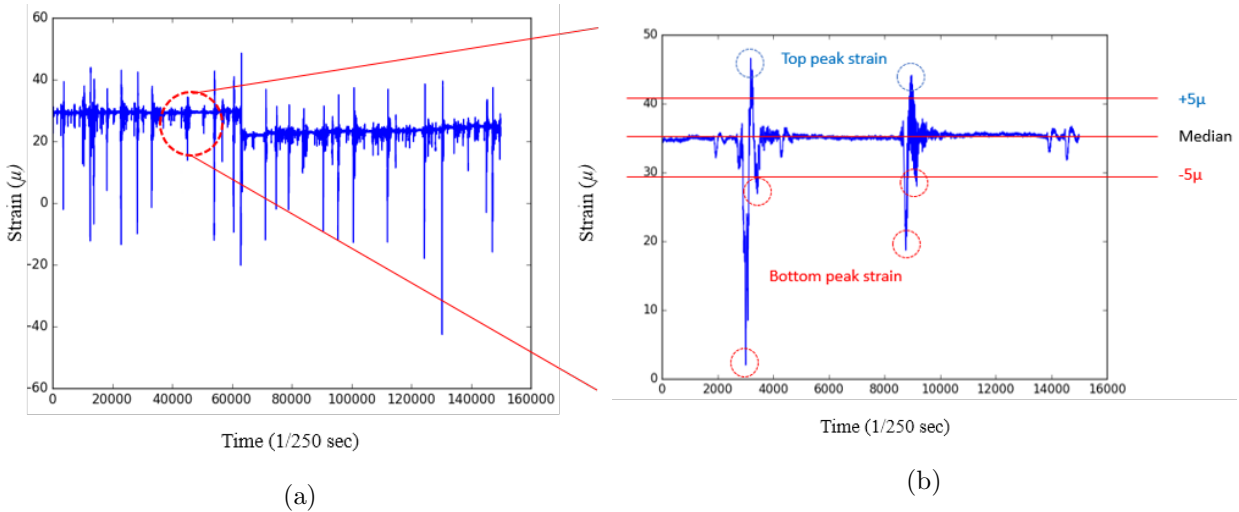 60
40
20
0
-20
-40
-60
0 20000 40000 60000 80000 100000 120000 140000 160000
Strain (μ)
Time (1/250 sec)
(a)
50
40
30
20
10
0
0 2000 4000 6000 8000 10000 12000 14000 16000
Strain (μ)
Top peak strain
Bottom peak strain
+5μ
Median
-5μ
Time (1/250 sec)
(b)